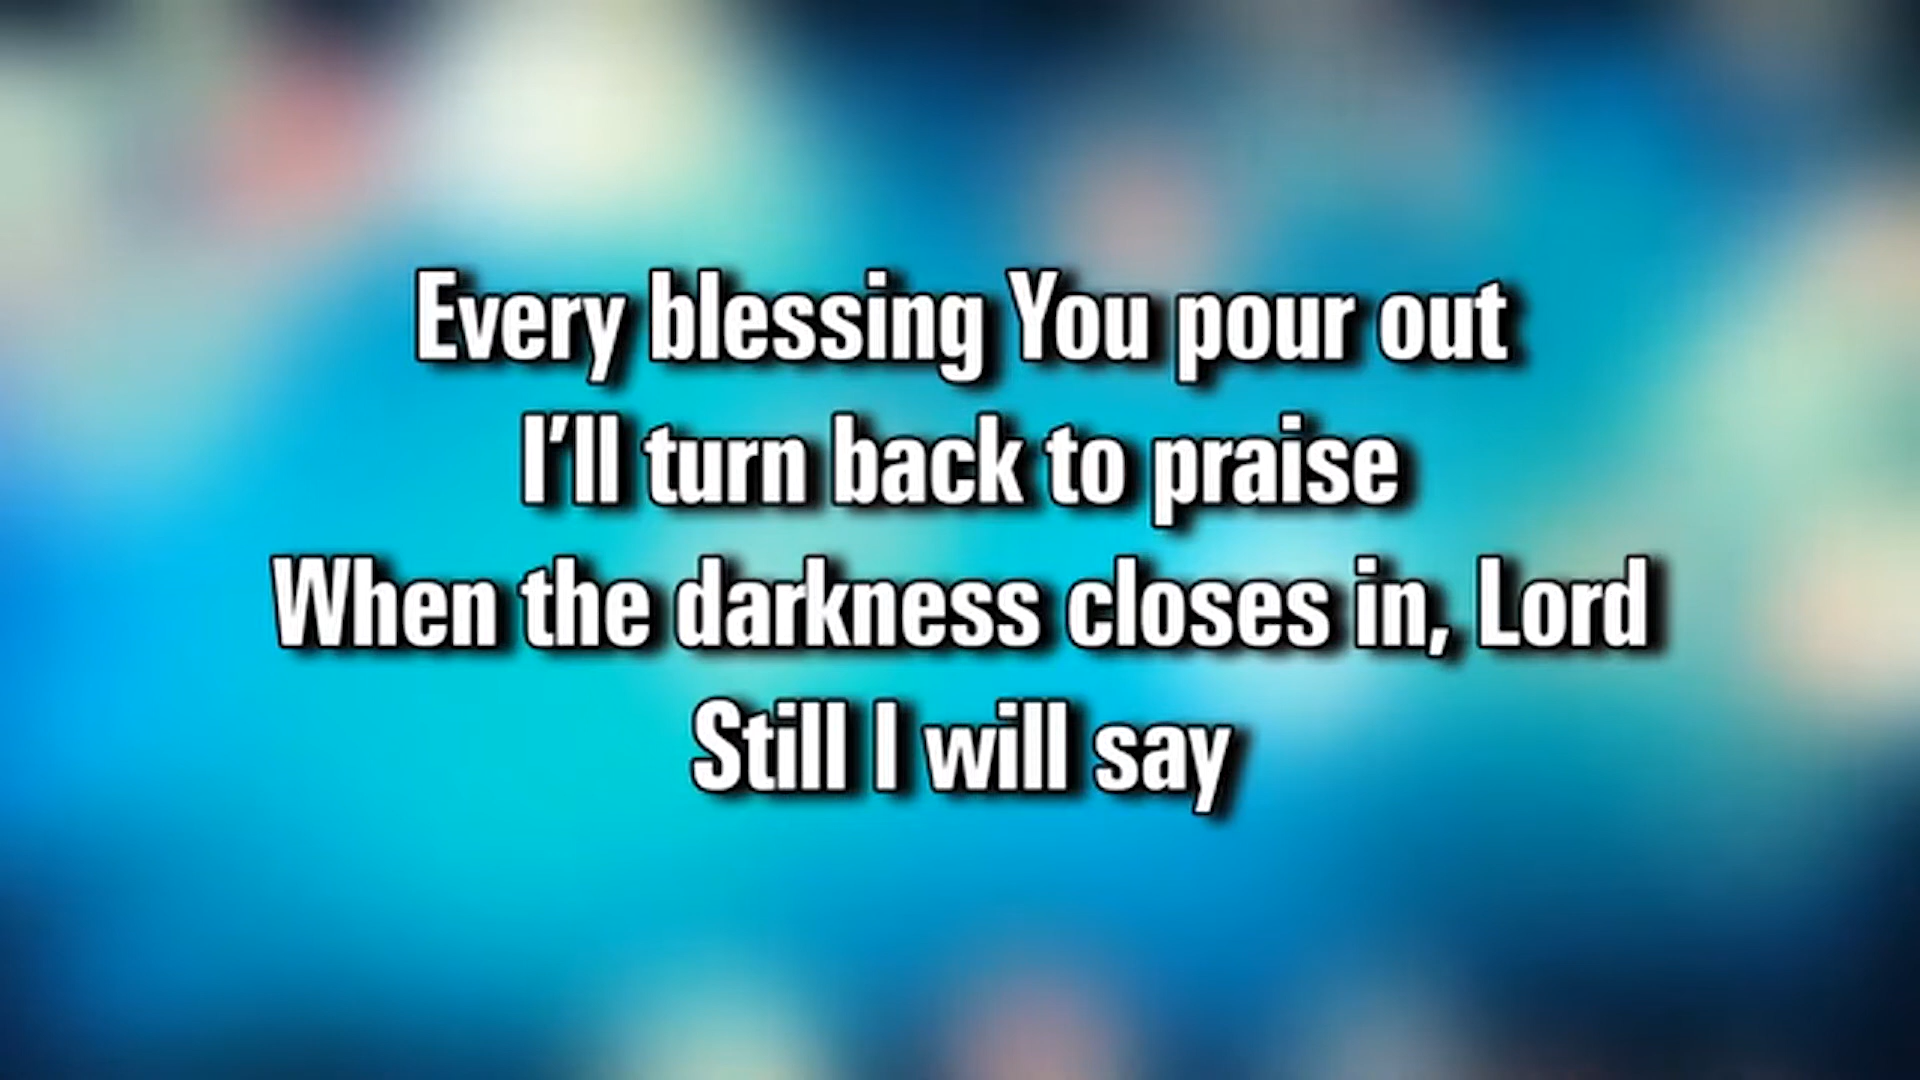 Every blessing You pour out
I’ll turn back to praise
When the darkness closes in, Lord
Still I will say